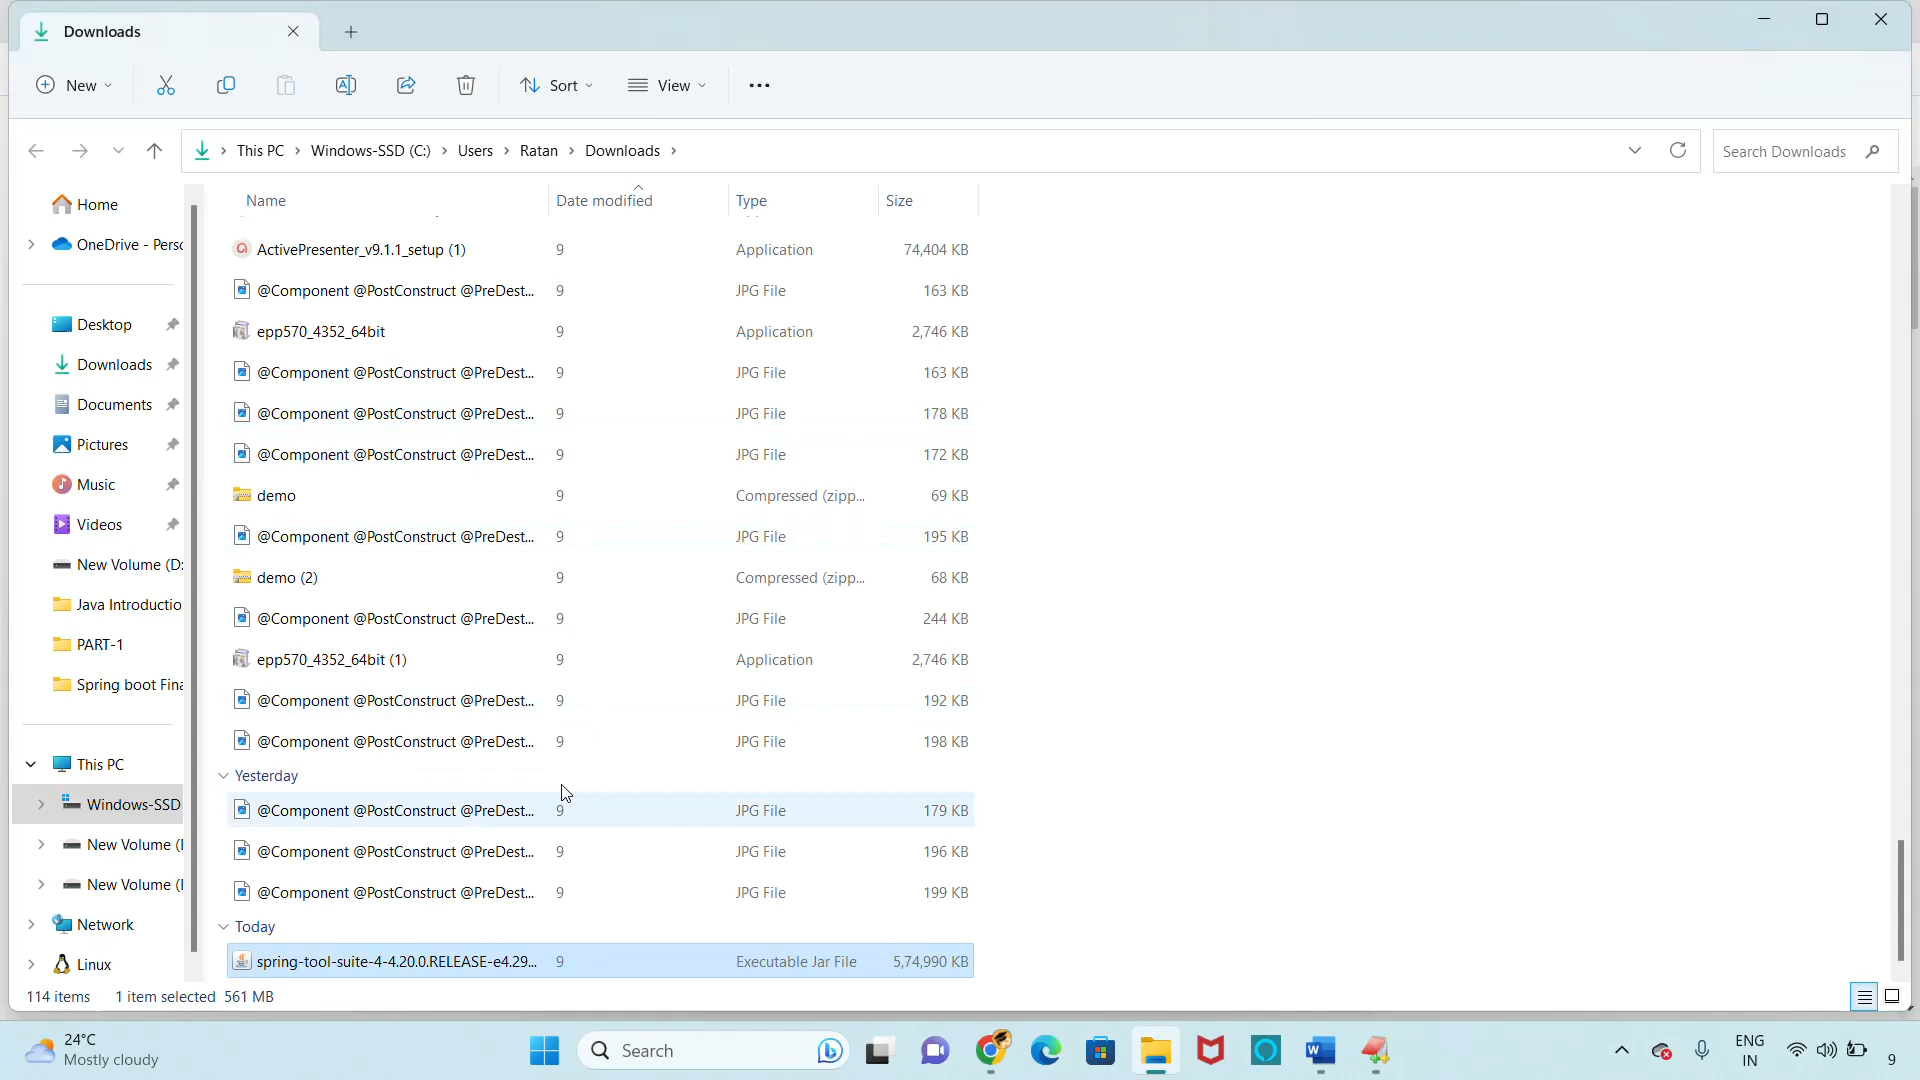 Downloads
New
Sort
View
This PC > Windows-SSD (C:) > Users > Ratan > Downloads >
Search Downloads
Home
OneDrive - Perso
Desktop
Downloads
Documents
Pictures
Music
Videos
New Volume (D:
Java Introductio
PART-1
Spring boot Fina
This PC
Windows-SSD
New Volume (
New Volume (
Network
Linux
Name Date modified Type Size
ActivePresenter_v9.1.1_setup (1) 9 Application 74,404 KB
@Component @PostConstruct @PreDest... 9 JPG File 163 KB
epp570_4352_64bit 9 Application 2,746 KB
@Component @PostConstruct @PreDest... 9 JPG File 163 KB
@Component @PostConstruct @PreDest... 9 JPG File 178 KB
@Component @PostConstruct @PreDest... 9 JPG File 172 KB
demo 9 Compressed (zipp... 69 KB
@Component @PostConstruct @PreDest... 9 JPG File 195 KB
demo (2) 9 Compressed (zipp... 68 KB
@Component @PostConstruct @PreDest... 9 JPG File 244 KB
epp570_4352_64bit (1) 9 Application 2,746 KB
@Component @PostConstruct @PreDest... 9 JPG File 192 KB
@Component @PostConstruct @PreDest... 9 JPG File 198 KB
Yesterday
@Component @PostConstruct @PreDest... 9 JPG File 179 KB
@Component @PostConstruct @PreDest... 9 JPG File 196 KB
@Component @PostConstruct @PreDest... 9 JPG File 199 KB
Today
spring-tool-suite-4-4.20.0.RELEASE-e4.29... 9 Executable Jar File 5,74,990 KB
114 items 1 item selected 561 MB
24°C
Mostly cloudy
Search
ENG
IN
9